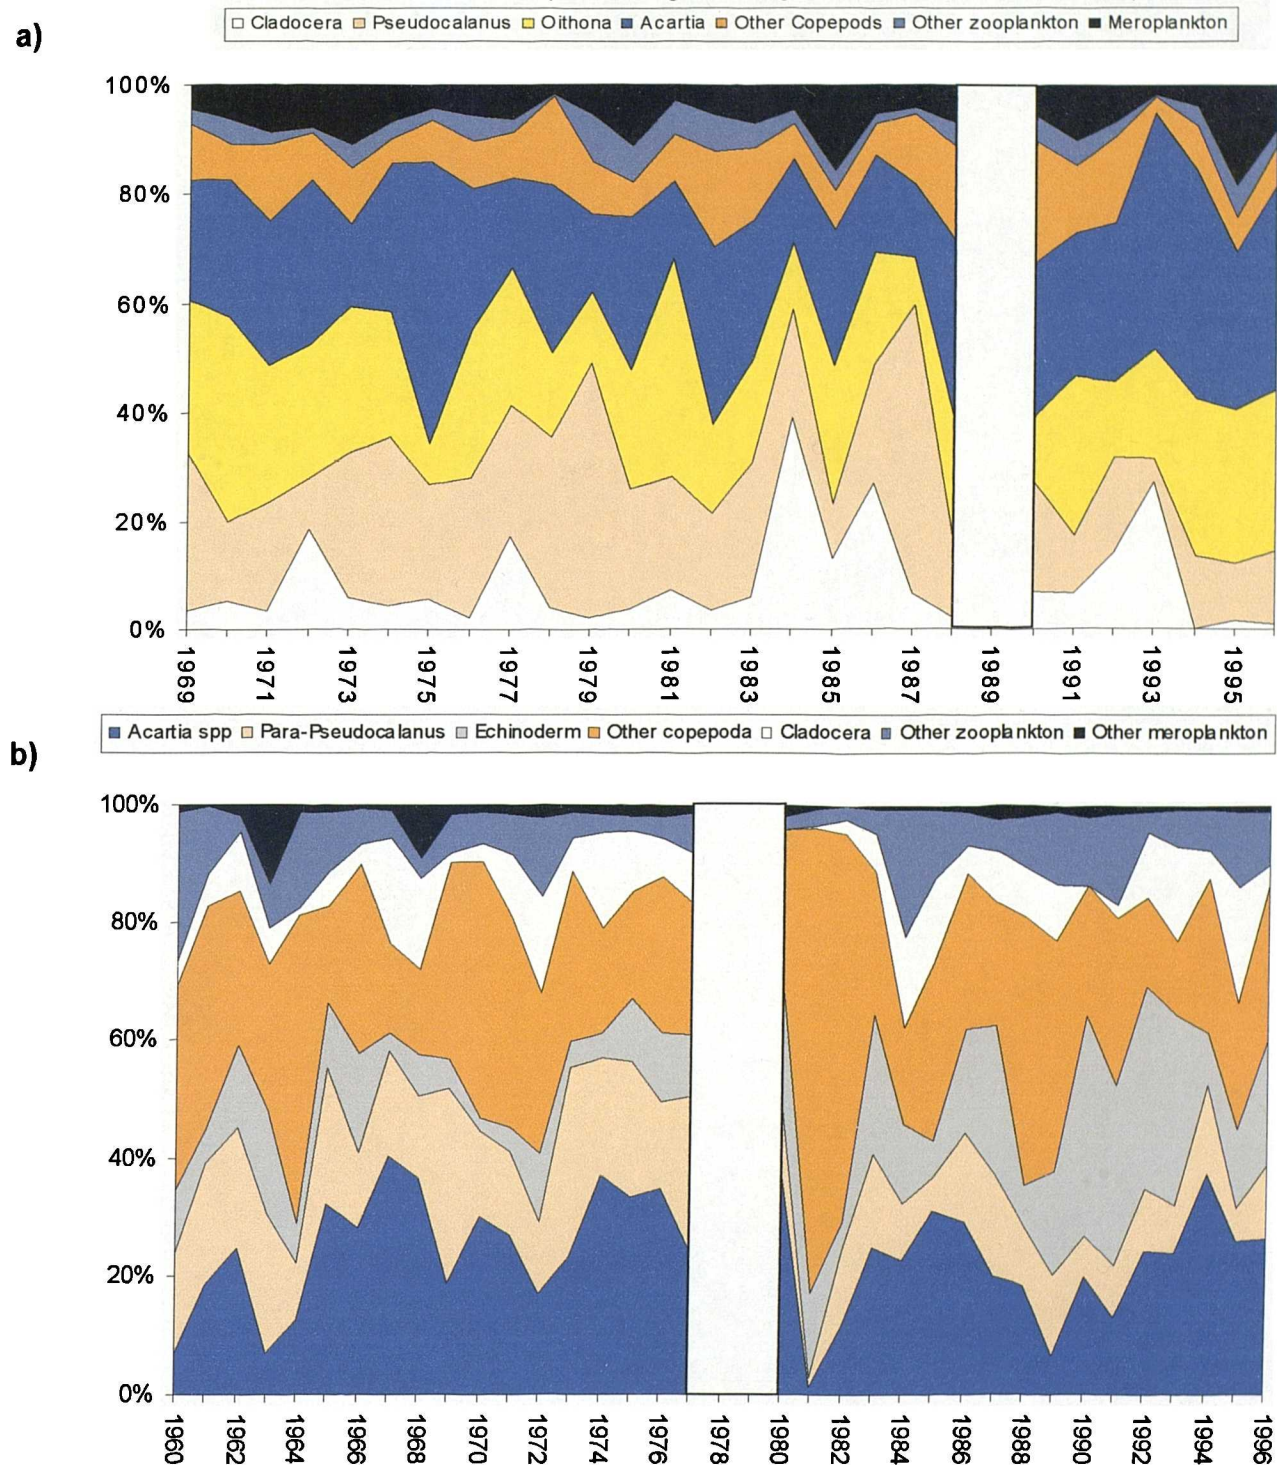 Cladocera Pseudocalanus Oithona Acartia Other Copepods Other zooplankton Meroplankton
a)
100%
80%
60%
40%
20%
0%
1969 1971 1973 1975 1977 1979 1981 1983 1985 1987 1989 1991 1993 1995
Acartia spp Para-Pseudocalanus Echinoderm Other copepoda Cladocera Other zooplankton Other meroplankton
b)
100%
80%
60%
40%
20%
0%
1960 1962 1964 1966 1968 1970 1972 1974 1976 1978 1980 1982 1984 1986 1988 1990 1992 1994 1996